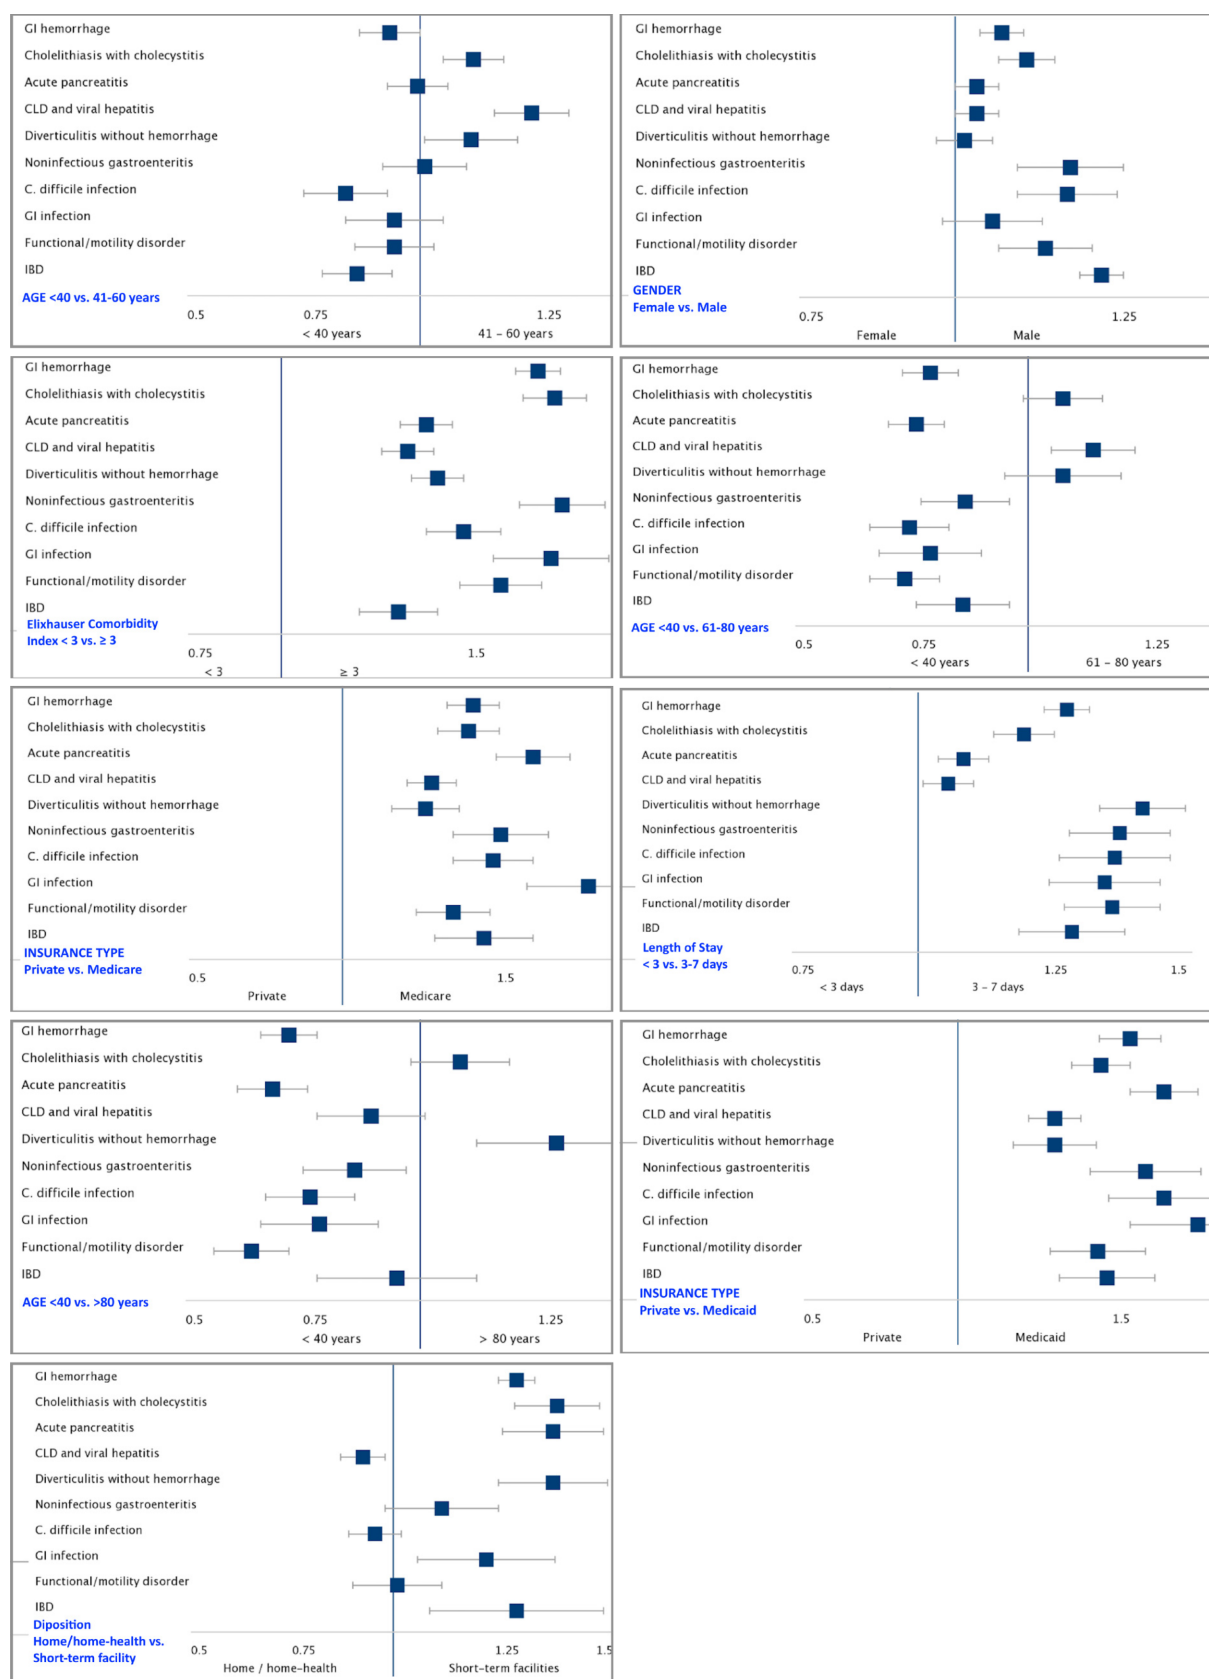 GI hemorrhage
Cholelithiasis with cholecystitis
Acute pancreatitis
CLD and viral hepatitis
Diverticulitis without hemorrhage
Noninfectious gastroenteritis
C. difficile infection
GI infection
Functional/motility disorder
IBD
AGE <40 vs. 41-60 years
0.5 0.75 1.25
< 40 years 41 – 60 years
GI hemorrhage
Cholelithiasis with cholecystitis
Acute pancreatitis
CLD and viral hepatitis
Diverticulitis without hemorrhage
Noninfectious gastroenteritis
C. difficile infection
GI infection
Functional/motility disorder
IBD
GENDER
Female vs. Male
0.75 1.25
Female Male
GI hemorrhage
Cholelithiasis with cholecystitis
Acute pancreatitis
CLD and viral hepatitis
Diverticulitis without hemorrhage
Noninfectious gastroenteritis
C. difficile infection
GI infection
Functional/motility disorder
IBD
Elixhauser Comorbidity
Index < 3 vs. ≥ 3
0.75 1.5
< 3 ≥ 3
GI hemorrhage
Cholelithiasis with cholecystitis
Acute pancreatitis
CLD and viral hepatitis
Diverticulitis without hemorrhage
Noninfectious gastroenteritis
C. difficile infection
GI infection
Functional/motility disorder
IBD
AGE <40 vs. 61-80 years
0.5 0.75 1.25
< 40 years 61 – 80 years
GI hemorrhage
Cholelithiasis with cholecystitis
Acute pancreatitis
CLD and viral hepatitis
Diverticulitis without hemorrhage
Noninfectious gastroenteritis
C. difficile infection
GI infection
Functional/motility disorder
IBD
INSURANCE TYPE
Private vs. Medicare
0.5 1.5
Private Medicare
GI hemorrhage
Cholelithiasis with cholecystitis
Acute pancreatitis
CLD and viral hepatitis
Diverticulitis without hemorrhage
Noninfectious gastroenteritis
C. difficile infection
GI infection
Functional/motility disorder
IBD
Length of Stay
< 3 vs. 3-7 days
0.75 1.25 1.5
< 3 days 3 – 7 days
GI hemorrhage
Cholelithiasis with cholecystitis
Acute pancreatitis
CLD and viral hepatitis
Diverticulitis without hemorrhage
Noninfectious gastroenteritis
C. difficile infection
GI infection
Functional/motility disorder
IBD
AGE <40 vs. >80 years
0.5 0.75 1.25
< 40 years > 80 years
GI hemorrhage
Cholelithiasis with cholecystitis
Acute pancreatitis
CLD and viral hepatitis
Diverticulitis without hemorrhage
Noninfectious gastroenteritis
C. difficile infection
GI infection
Functional/motility disorder
IBD
INSURANCE TYPE
Private vs. Medicaid
0.5 1.5
Private Medicaid
GI hemorrhage
Cholelithiasis with cholecystitis
Acute pancreatitis
CLD and viral hepatitis
Diverticulitis without hemorrhage
Noninfectious gastroenteritis
C. difficile infection
GI infection
Functional/motility disorder
IBD
Diposition
Home/home-health vs.
Short-term facility
0.5 0.75 1.25 1.5
Home / home-health Short-term facilities